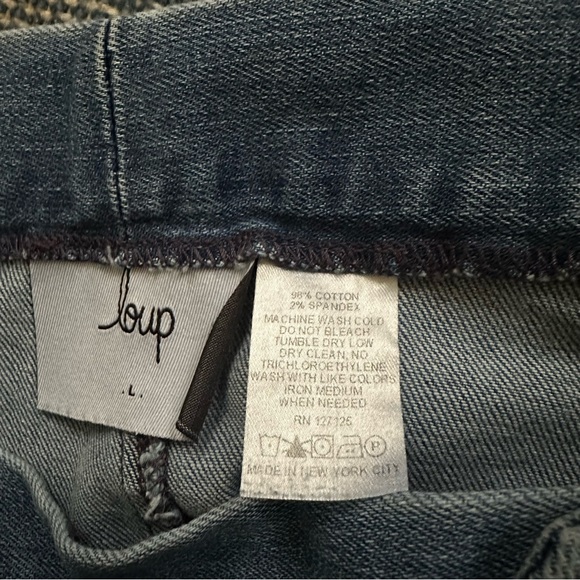 loup
.L.
98% COTTON
2% SPANDEX
MACHINE WASH COLD
DO NOT BLEACH
TUMBLE DRY LOW
DRY CLEAN, NO
TRICHLOROETHYLENE
WASH WITH LIKE COLORS
IRON MEDIUM
WHEN NEEDED
RN 127125
P
MADE IN NEW YORK CITY